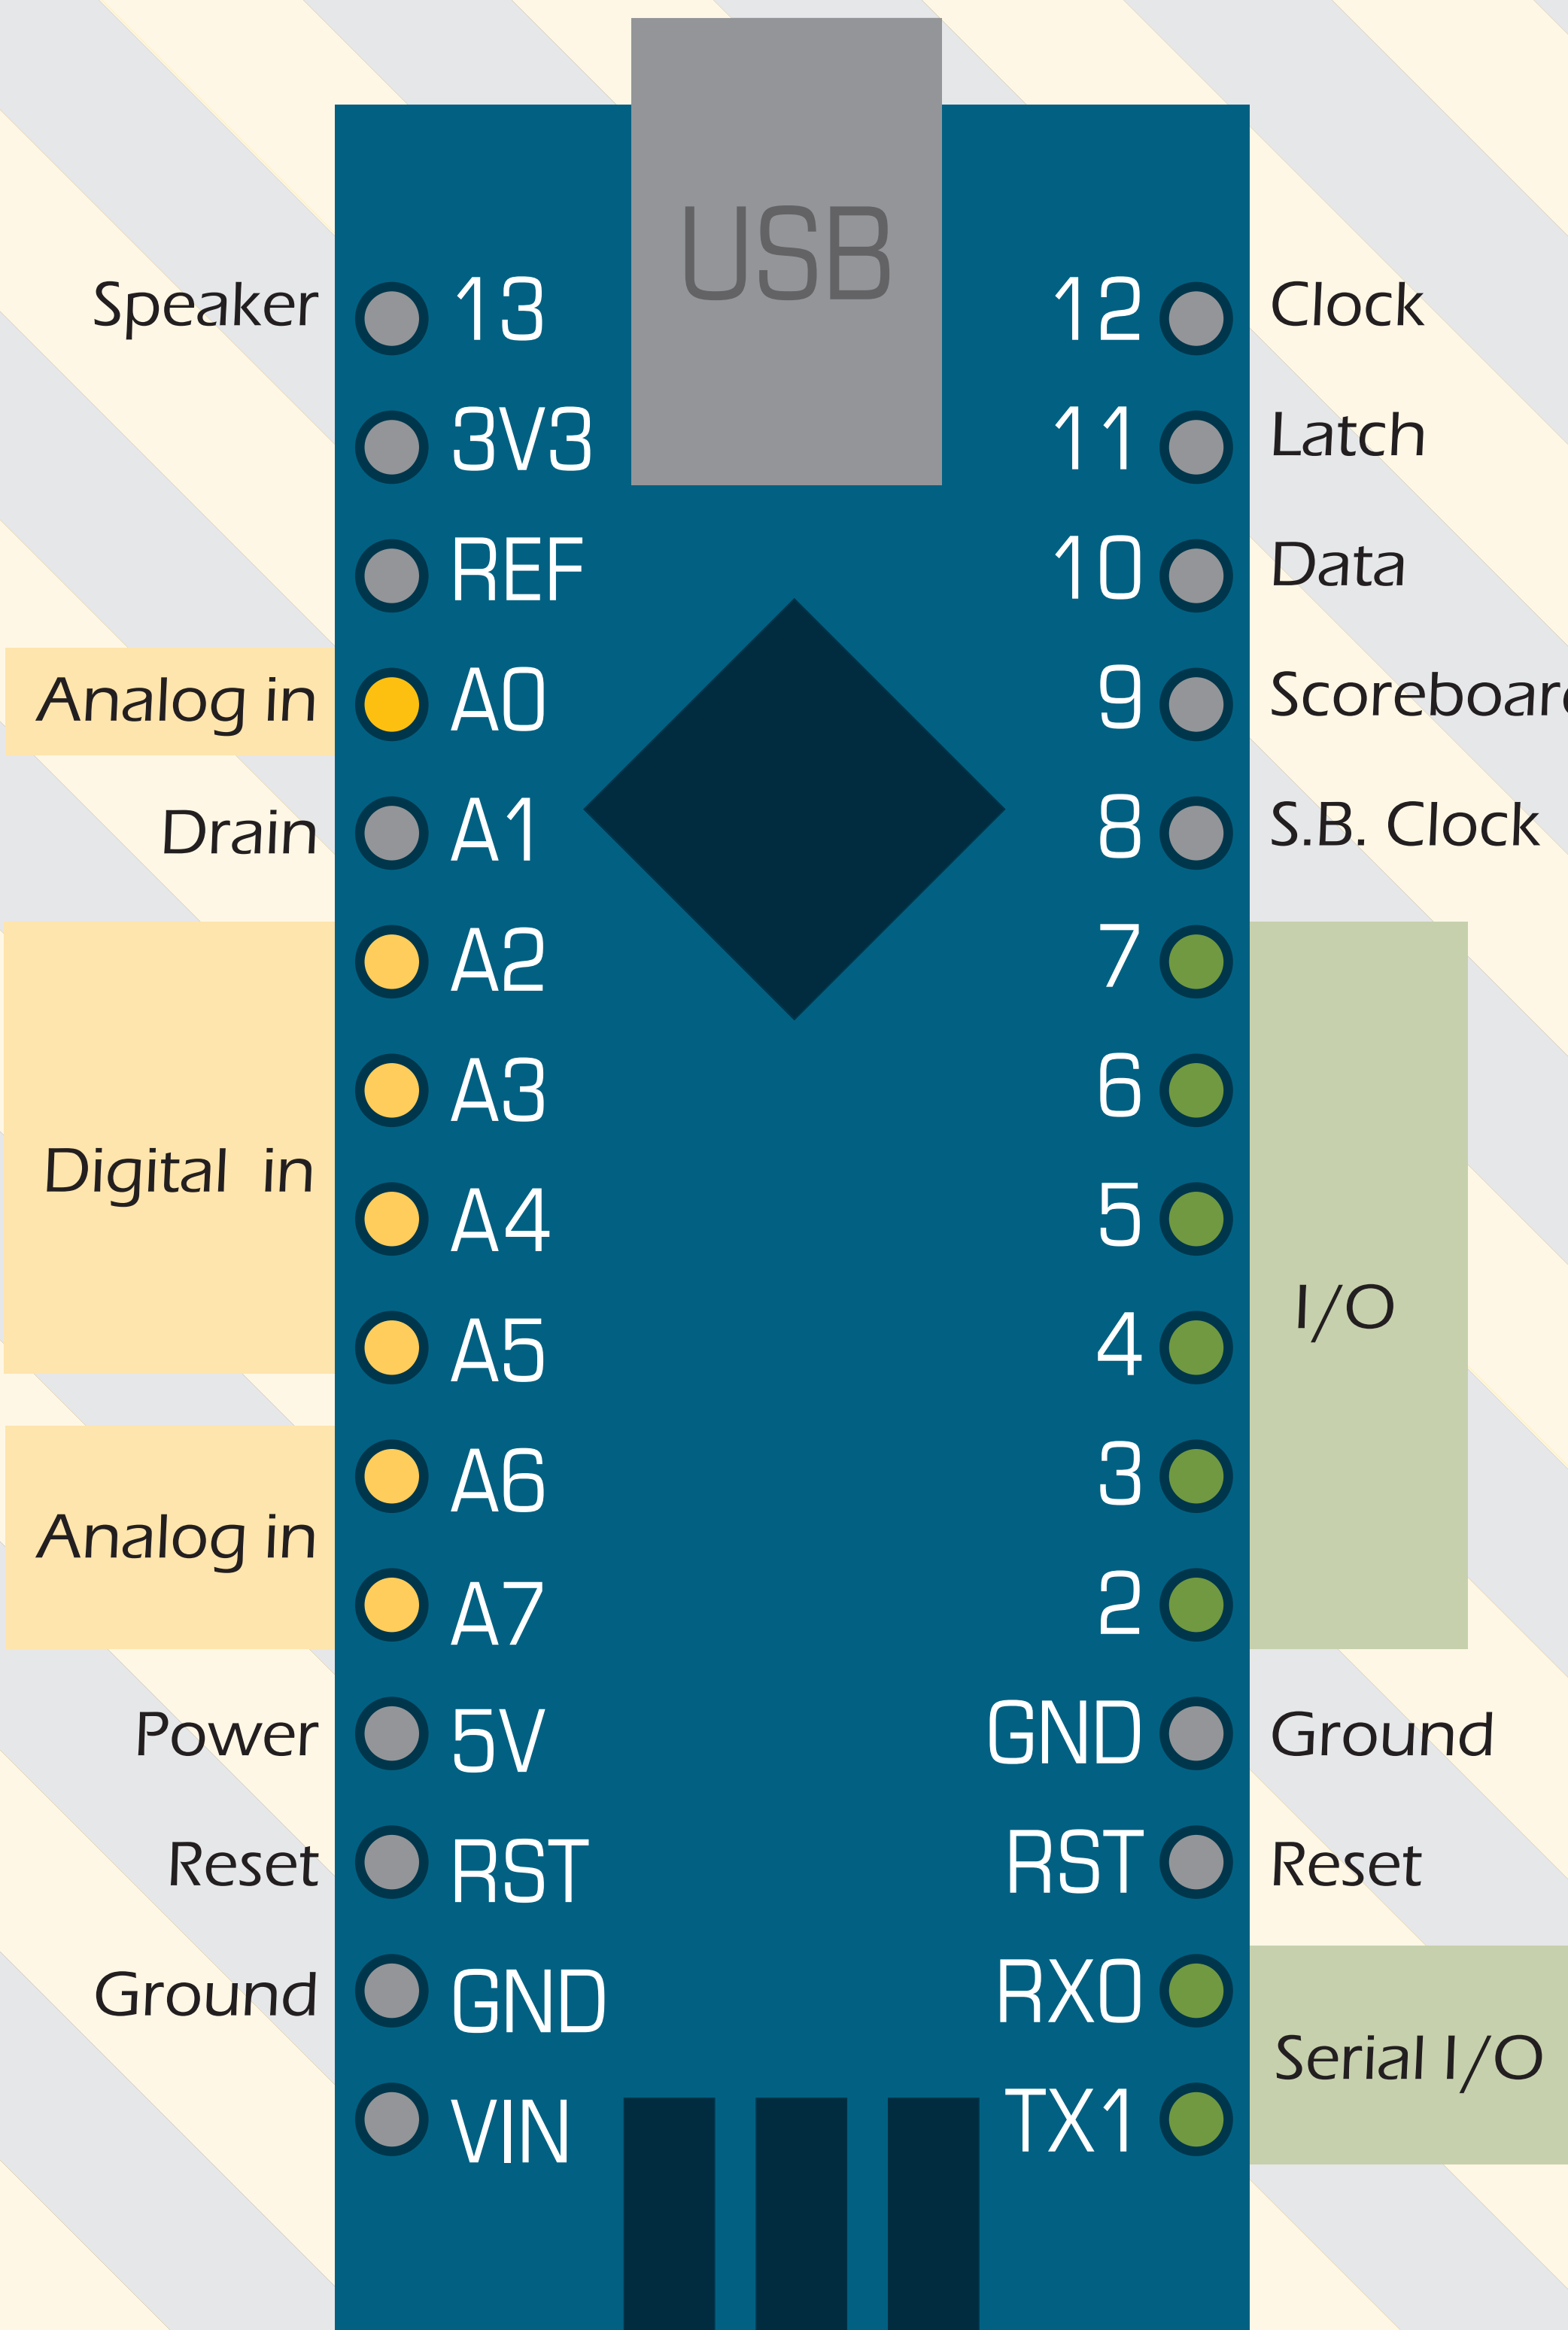 USB
Speaker 13 12 Clock
3V3 11 Latch
REF 10 Data
Analog in A0 9
Drain A1 8 S.B. Clock
A2 7
A3 6
Digital in
A4 5
I/O
A5 4
A6 3
Analog in
A7 2
Power 5V GND Ground
Reset RST RST Reset
Ground GND RX0
Serial I/O
VIN TX1